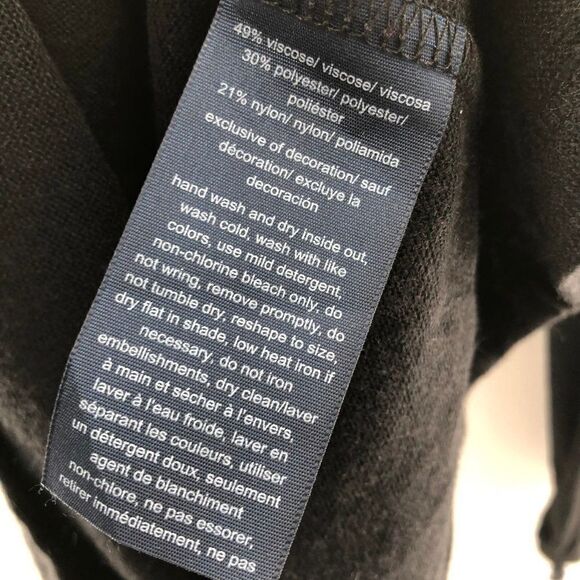 49% viscose/ viscose/ viscosa
30% polyester/ polyester/
poliéster
21% nylon/ nylon/ poliamida
exclusive of decoration/ sauf
décoration/ excluye la
decoración
hand wash and dry inside out,
wash cold, wash with like
colors, use mild detergent,
non-chlorine bleach only, do
not wring, remove promptly, do
not tumble dry, reshape to size,
dry flat in shade, low heat iron if
necessary, do not iron
embellishments, dry clean/laver
à main et sécher à l'envers,
laver à l'eau froide, laver en
séparant les couleurs, utiliser
un détergent doux, seulement
agent de blanchiment
non-chlore, ne pas essorer,
retirer immédiatement, ne pas